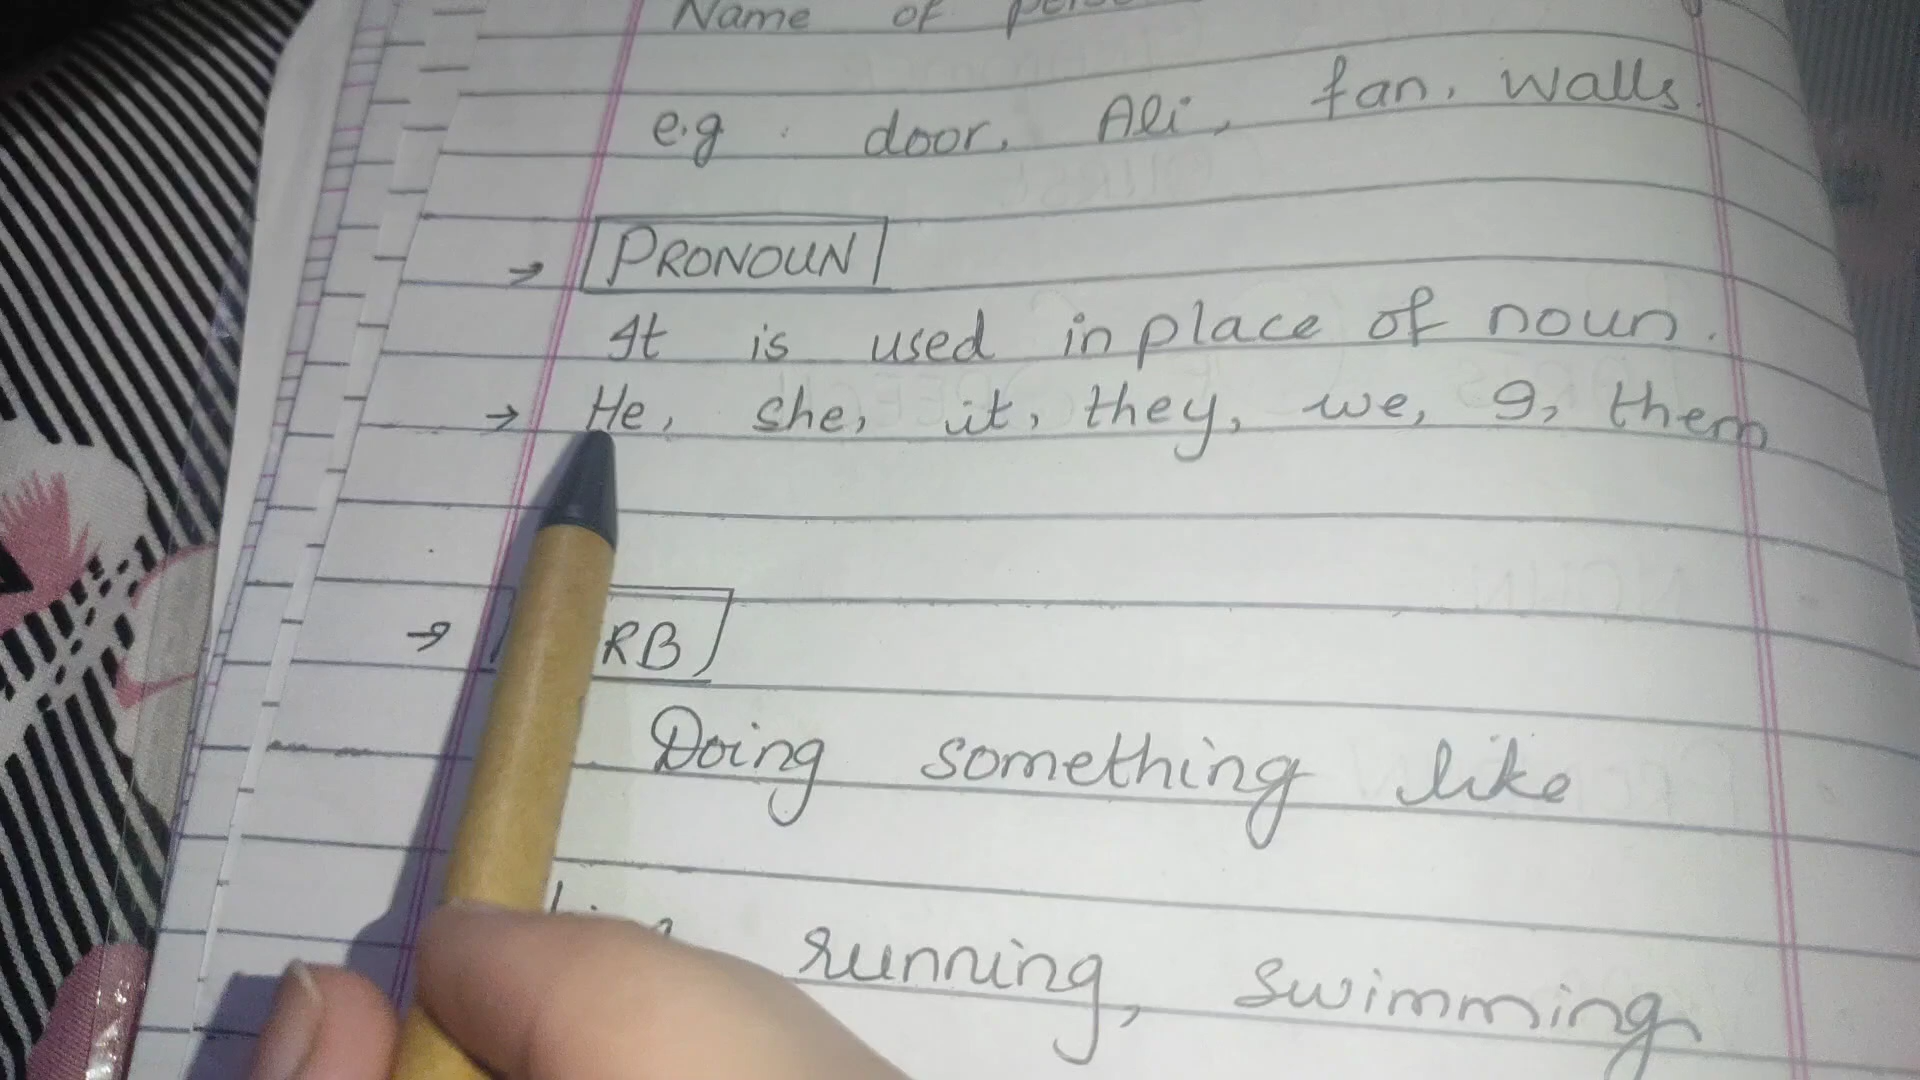 Name of
e.g : door, Ali, fan, walls.
→ PRONOUN
It is used in place of noun.
→ He, she, it, they, we, I, them
→ RB
Doing something like
running, swimming